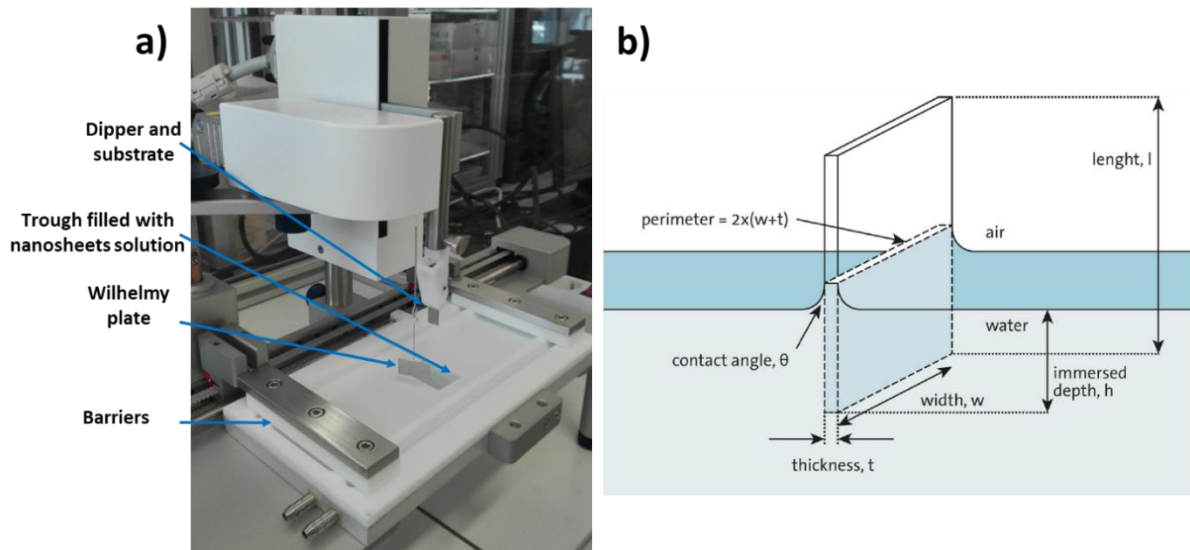 a)
Dipper and
substrate
Trough filled with
nanosheets solution
Wilhelmy
plate
Barriers
b)
lenght, l
perimeter = 2x(w+t)
air
water
contact angle, θ
immersed
depth, h
width, w
thickness, t